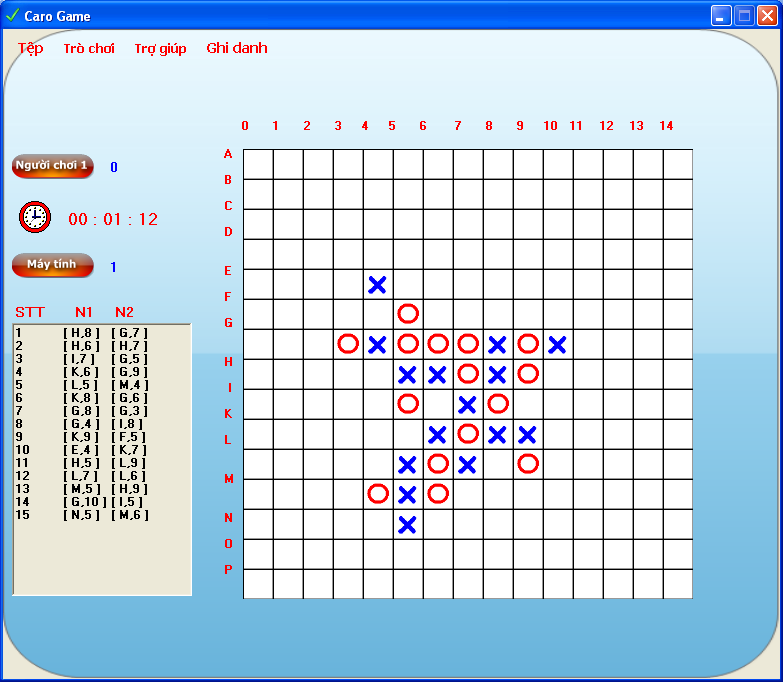 Caro Game
Tệp Trò chơi Trợ giúp Ghi danh
0 1 2 3 4 5 6 7 8 9 10 11 12 13 14
A
Người chơi 1 0
B
C
00 : 01 : 12
D
Máy tính 1
E
F
STT N1 N2
G
1 [ H,8 ] [ G,7 ]
2 [ H,6 ] [ H,7 ]
3 [ I,7 ] [ G,5 ]
H
4 [ K,6 ] [ G,9 ]
5 [ L,5 ] [ M,4 ]
I
6 [ K,8 ] [ G,6 ]
7 [ G,8 ] [ G,3 ]
K
8 [ G,4 ] [ I,8 ]
9 [ K,9 ] [ F,5 ]
L
10 [ E,4 ] [ K,7 ]
11 [ H,5 ] [ L,9 ]
12 [ L,7 ] [ L,6 ]
M
13 [ M,5 ] [ H,9 ]
14 [ G,10 ] [ I,5 ]
15 [ N,5 ] [ M,6 ]
N
O
P